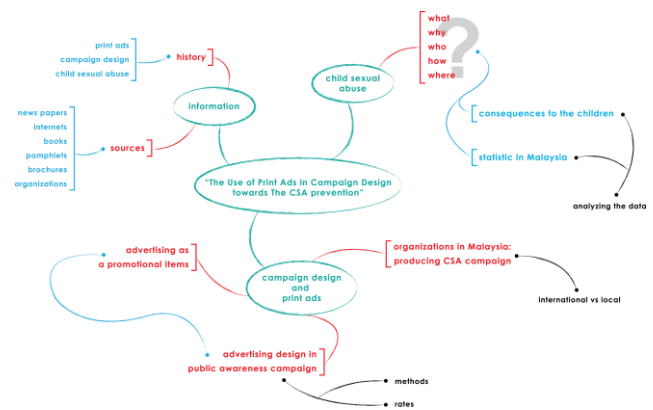 print ads
campaign design
child sexual abuse
history
information
news papers
internets
books
pamphlets
brochures
organizations
sources
what
why
who
how
where
?
child sexual
abuse
consequences to the children
statistic in Malaysia
analyzing the data
"The Use of Print Ads in Campaign Design
towards The CSA prevention"
advertising as
a promotional items
campaign design
and
print ads
organizations in Malaysia:
producing CSA campaign
international vs local
advertising design in
public awareness campaign
methods
rates